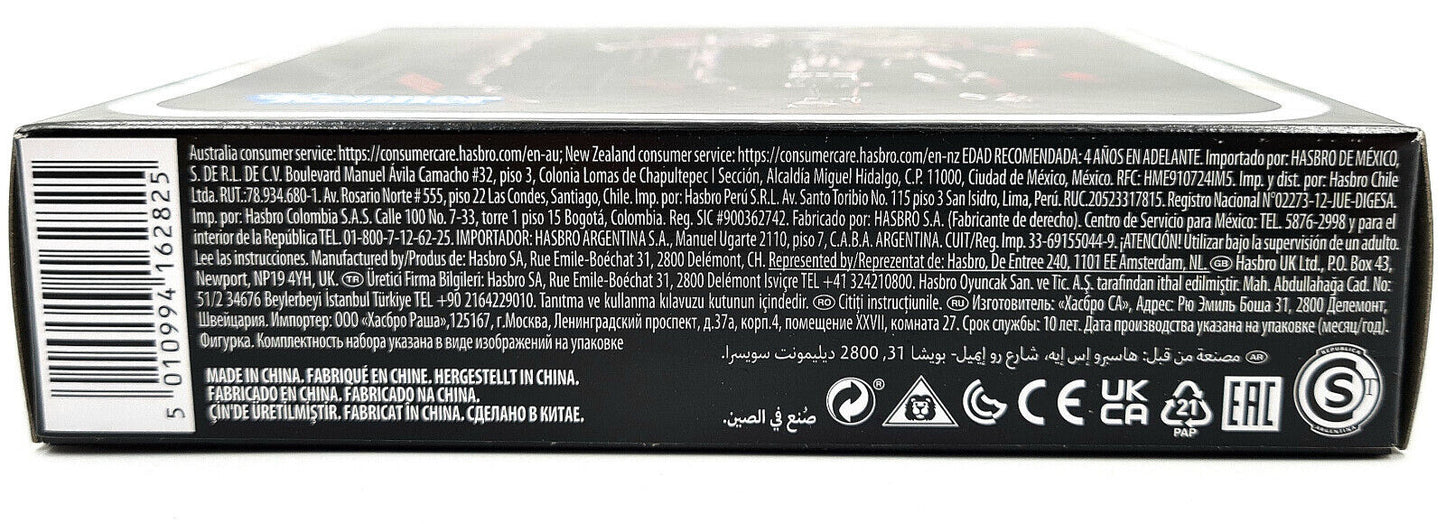 Kenner
Australia consumer service: https://consumercare.hasbro.com/en-au; New Zealand consumer service: https://consumercare.hasbro.com/en-nz EDAD RECOMENDADA: 4 AÑOS EN ADELANTE. Importado por: HASBRO DE MÉXICO,
S. DE R.L. DE C.V. Boulevard Manuel Ávila Camacho #32, piso 3, Colonia Lomas de Chapultepec I Sección, Alcaldía Miguel Hidalgo, C.P. 11000, Ciudad de México, México. RFC: HME910724IM5. Imp. y dist. por: Hasbro Chile
Ltda. RUT.:78.934.680-1. Av. Rosario Norte # 555, piso 22 Las Condes, Santiago, Chile. Imp. por: Hasbro Perú S.R.L. Av. Santo Toribio No. 115 piso 3 San Isidro, Lima, Perú. RUC.20523317815. Registro Nacional N°02273-12-JUE-DIGESA.
Imp. por: Hasbro Colombia S.A.S. Calle 100 No. 7-33, torre 1 piso 15 Bogotá, Colombia. Reg. SIC #900362742. Fabricado por: HASBRO S.A. (Fabricante de derecho). Centro de Servicio para México: TEL. 5876-2998 y para el
interior de la República TEL. 01-800-7-12-62-25. IMPORTADOR: HASBRO ARGENTINA S.A., Manuel Ugarte 2110, piso 7, C.A.B.A. ARGENTINA. CUIT/Reg. Imp. 33-69155044-9. ¡ATENCIÓN! Utilizar bajo la supervisión de un adulto.
Lee las instrucciones. Manufactured by/Produs de: Hasbro SA, Rue Emile-Boéchat 31, 2800 Delémont, CH. Represented by/Reprezentat de: Hasbro, De Entree 240, 1101 EE Amsterdam, NL. GB Hasbro UK Ltd., P.O. Box 43,
Newport, NP19 4YH, UK. TR Üretici Firma Bilgileri: Hasbro SA, Rue Emile-Boéchat 31, 2800 Delémont Isviçre TEL +41 324210800. Hasbro Oyuncak San. ve Tic. A.Ş. tarafından ithal edilmiştir. Mah. Abdullahağa Cad. No:
51/2 34676 Beylerbeyi İstanbul Türkiye TEL +90 2164229010. Tanıtma ve kullanma kılavuzu kutunun içindedir. RO Citiți instrucțiunile. RU Изготовитель: «Хасбро СА», Адрес: Рю Эмиль Боша 31, 2800 Делемонт,
Швейцария. Импортер: ООО «Хасбро Раша»,125167, г.Москва, Ленинградский проспект, д.37а, корп.4, помещение XXVII, комната 27. Срок службы: 10 лет. Дата производства указана на упаковке (месяц/год).
Фигурка. Комплектность набора указана в виде изображений на упаковке
AR مصنعة من قبل: هاسبرو إس إيه، شارع رو إيميل- بويشا 31, 2800 ديليمونت سويسرا.
MADE IN CHINA. FABRIQUÉ EN CHINE. HERGESTELLT IN CHINA.
FABRICADO EN CHINA. FABRICADO NA CHINA.
ÇIN'DE ÜRETILMIŞTIR. FABRICAT ÎN CHINA. СДЕЛАНО В КИТАЕ.
صُنع في الصين.
®
CE
UK
CA
21
PAP
EAC
REPUBLICA
S T
ARGENTINA
5 010994 162825